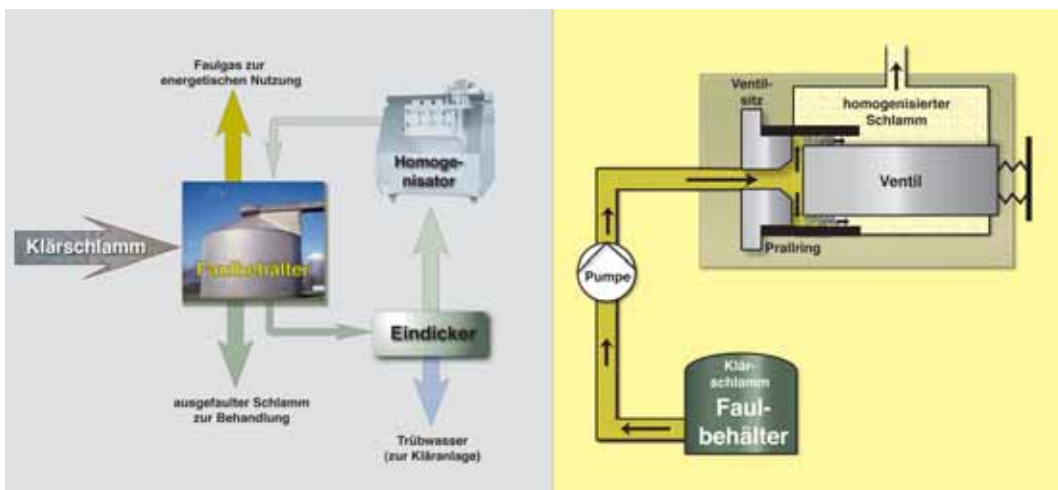 Faulgas zur
energetischen Nutzung
Homoge-
nisator
Klärschlamm
Faulbehälter
Eindicker
ausgefaulter Schlamm
zur Behandlung
Trübwasser
(zur Kläranlage)
Ventil-
sitz
homogenisierter
Schlamm
Ventil
Prallring
Pumpe
Klär-
schlamm
Faul-
behälter